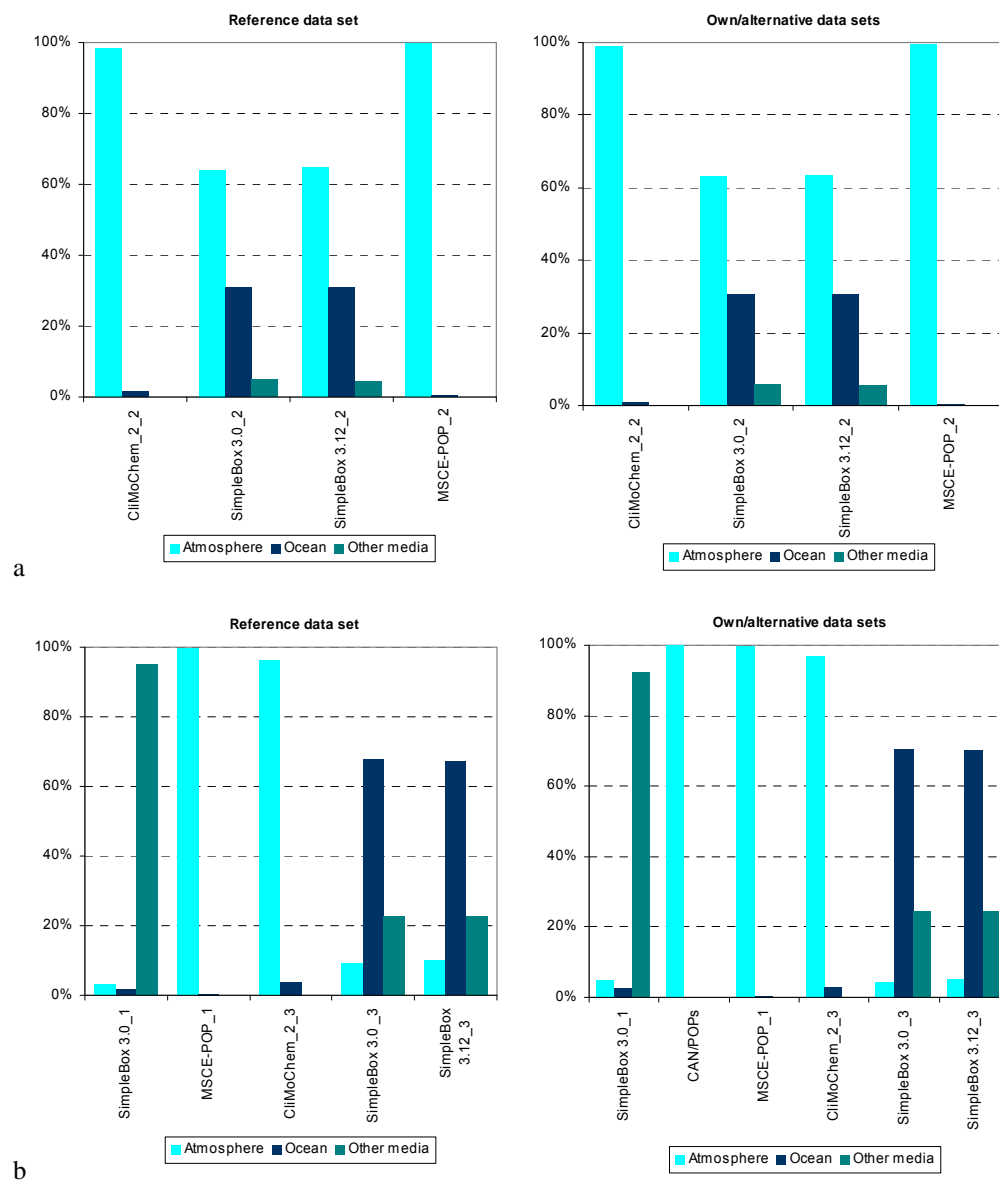 Reference data set
100%
80%
60%
40%
20%
0%
CliMoChem_2_2
SimpleBox 3.0_2
SimpleBox 3.12_2
MSCE-POP_2
Atmosphere Ocean Other media
Own/alternative data sets
100%
80%
60%
40%
20%
0%
CliMoChem_2_2
SimpleBox 3.0_2
SimpleBox 3.12_2
MSCE-POP_2
Atmosphere Ocean Other media
a
Reference data set
100%
80%
60%
40%
20%
0%
SimpleBox 3.0_1
MSCE-POP_1
CliMoChem_2_3
SimpleBox 3.0_3
SimpleBox
3.12_3
Atmosphere Ocean Other media
Own/alternative data sets
100%
80%
60%
40%
20%
0%
SimpleBox 3.0_1
CAN/POPs
MSCE-POP_1
CliMoChem_2_3
SimpleBox 3.0_3
SimpleBox 3.12_3
Atmosphere Ocean Other media
b